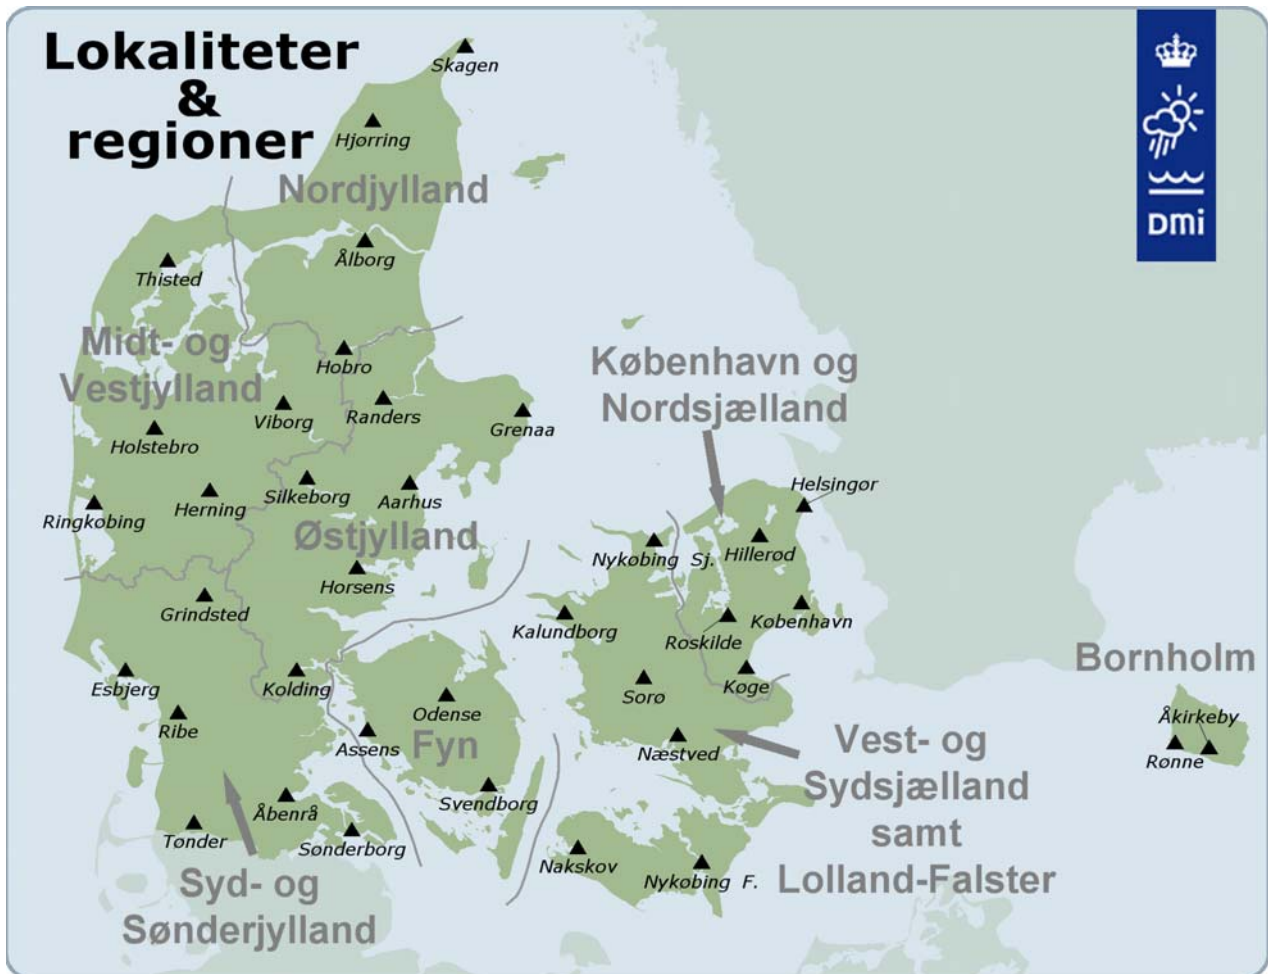 Lokaliteter
&
regioner
Skagen
Hjørring
Nordjylland
Ålborg
Thisted
Midt- og
Vestjylland
Hobro
Viborg
Randers
Grenaa
Holstebro
Silkeborg
Aarhus
Herning
Ringkøbing
Østjylland
Horsens
Grindsted
Esbjerg
Kolding
Ribe
Åbenrå
Tønder
Sønderborg
Syd- og
Sønderjylland
Odense
Assens
Fyn
Svendborg
København og
Nordsjælland
Helsingør
Nykøbing Sj.
Hillerød
Kalundborg
Roskilde
København
Sorø
Køge
Næstved
Vest- og
Sydsjælland
samt
Lolland-Falster
Nakskov
Nykøbing F.
Bornholm
Åkirkeby
Rønne
DMi